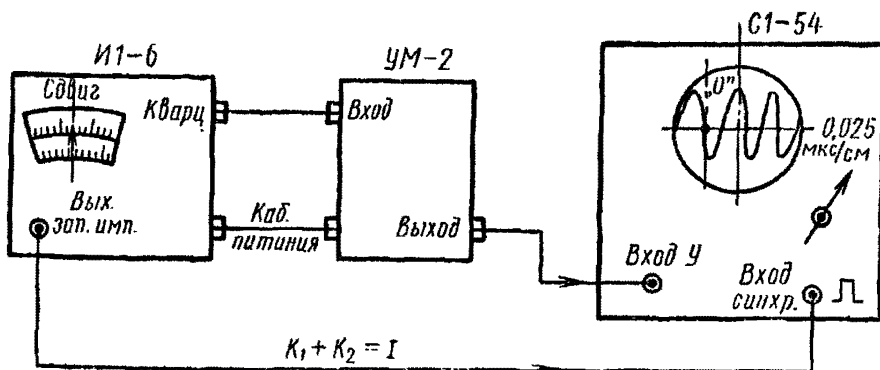 И1-6
УМ-2
С1-54
Сдвиг
Кварц
Вход
„0"
0,025
мкс/см
Вых.
зап. имп.
Каб.
питиния
Выход
Вход У
Вход
синхр.
K₁ + K₂ = I